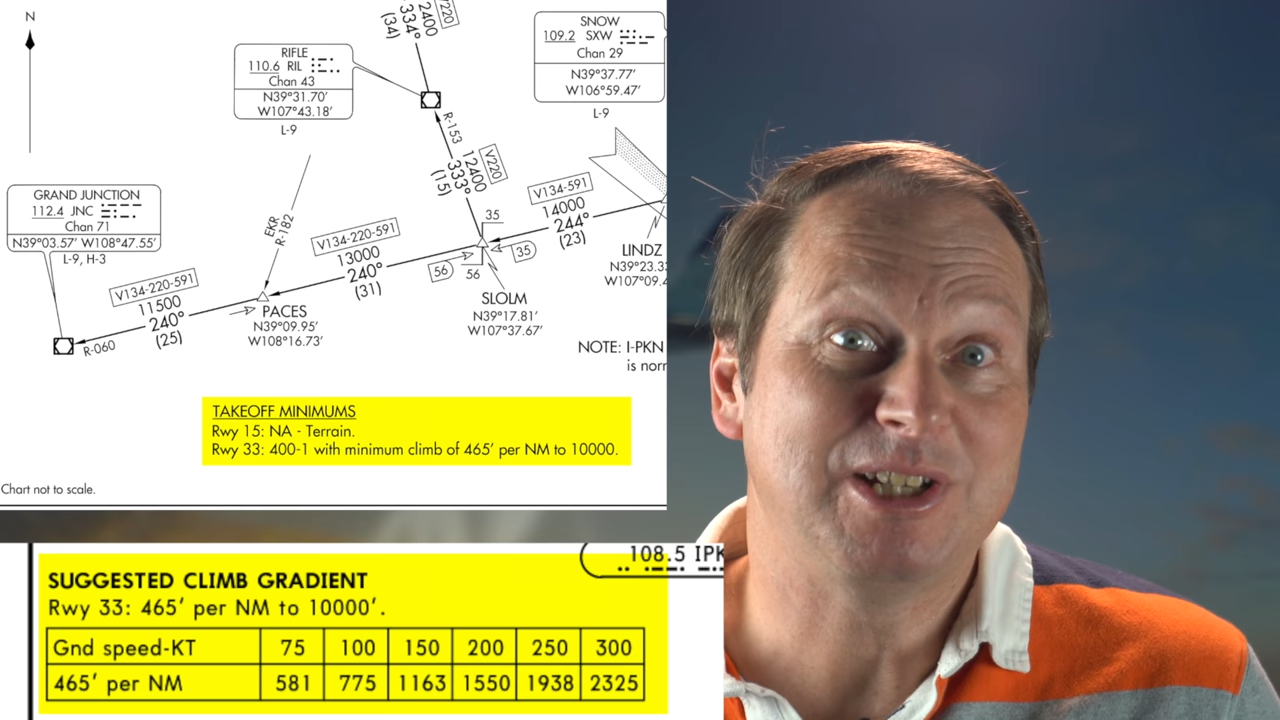 N
2400
334°
(34)
V220
RIFLE
110.6 RIL
Chan 43
N39°31.70’
W107°43.18’
L-9
SNOW
109.2 SXW
Chan 29
N39°37.77’
W106°59.47’
L-9
R-153
V220
12400
333°
(15)
GRAND JUNCTION
112.4 JNC
Chan 71
N39°03.57’ W108°47.55’
L-9, H-3
EKR
R-182
V134-220-591
13000
240°
(31)
V134-591
14000
244°
(23)
35
35
56
56
LINDZ
N39°23.3
W107°09.4
SLOLM
N39°17.81’
W107°37.67’
V134-220-591
11500
240°
(25)
R-060
PACES
N39°09.95’
W108°16.73’
NOTE: I-PKN
is nor
TAKEOFF MINIMUMS
Rwy 15: NA - Terrain.
Rwy 33: 400-1 with minimum climb of 465’ per NM to 10000.
Chart not to scale.
108.5 IPK
SUGGESTED CLIMB GRADIENT
Rwy 33: 465’ per NM to 10000’.
Gnd speed-KT 75 100 150 200 250 300
465’ per NM 581 775 1163 1550 1938 2325